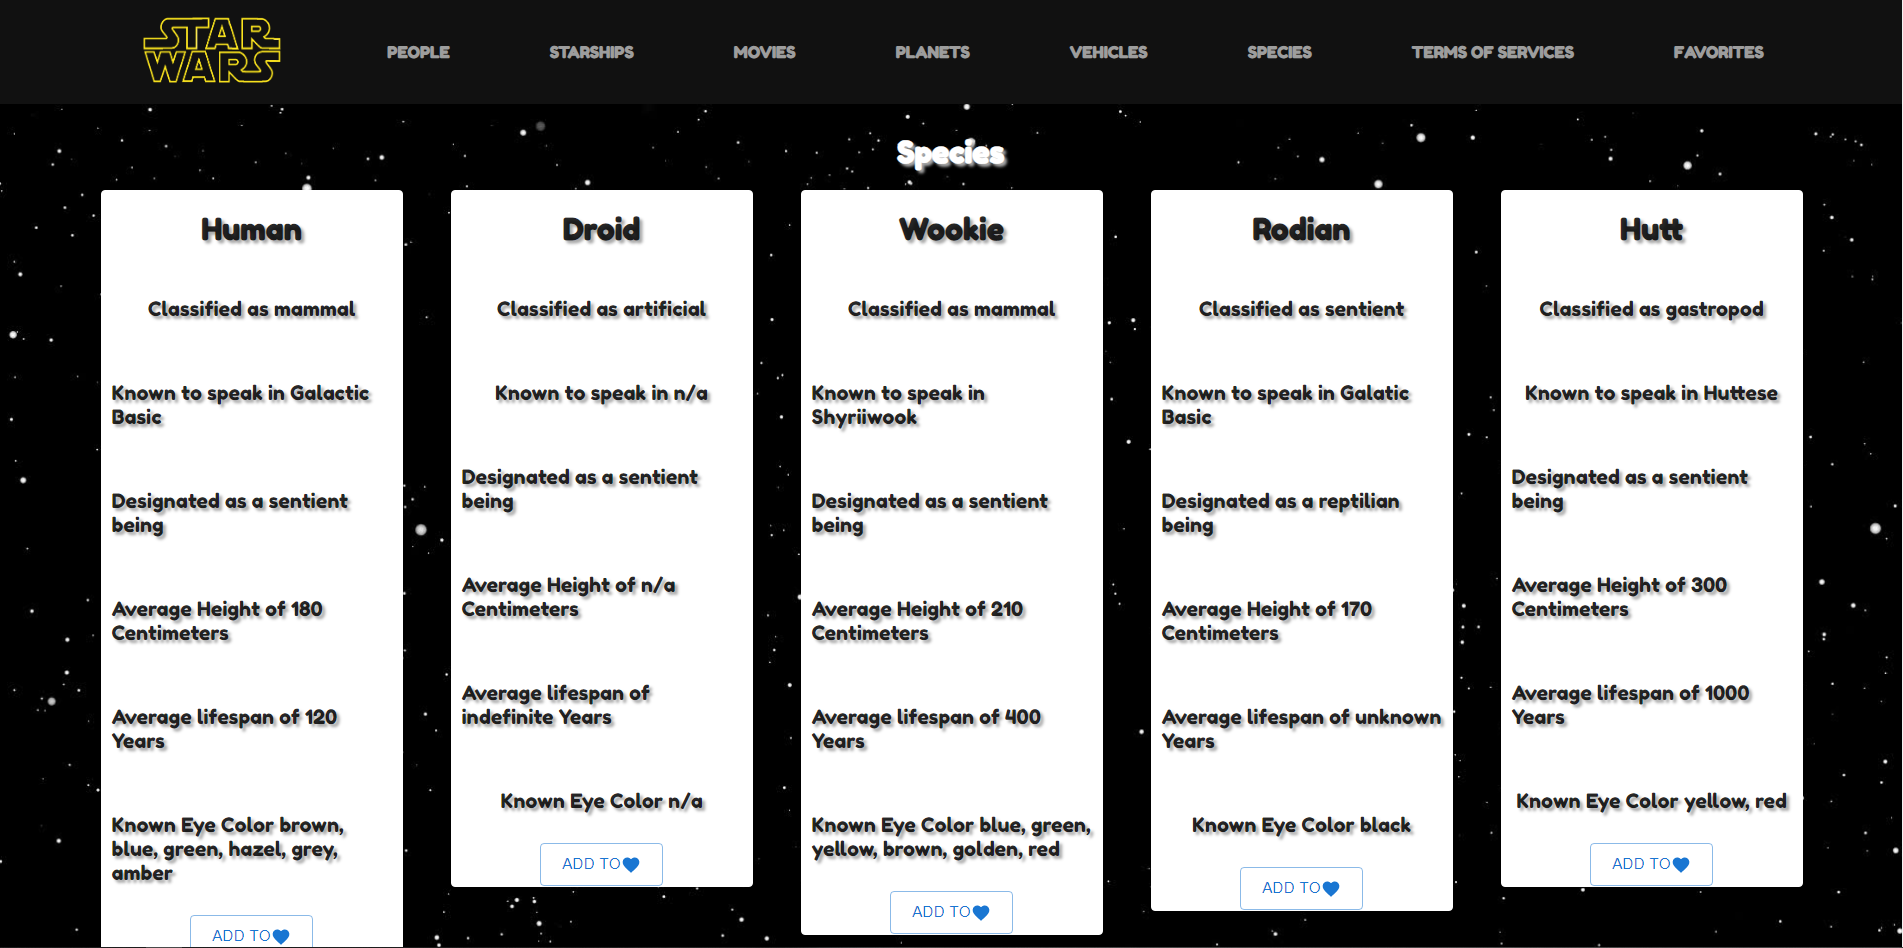 STAR
WARS
PEOPLE
STARSHIPS
MOVIES
PLANETS
VEHICLES
SPECIES
TERMS OF SERVICES
FAVORITES
Species
Human
Classified as mammal
Known to speak in Galactic
Basic
Designated as a sentient
being
Average Height of 180
Centimeters
Average lifespan of 120
Years
Known Eye Color brown,
blue, green, hazel, grey,
amber
ADD TO
Droid
Classified as artificial
Known to speak in n/a
Designated as a sentient
being
Average Height of n/a
Centimeters
Average lifespan of
indefinite Years
Known Eye Color n/a
ADD TO
Wookie
Classified as mammal
Known to speak in
Shyriiwook
Designated as a sentient
being
Average Height of 210
Centimeters
Average lifespan of 400
Years
Known Eye Color blue, green,
yellow, brown, golden, red
ADD TO
Rodian
Classified as sentient
Known to speak in Galatic
Basic
Designated as a reptilian
being
Average Height of 170
Centimeters
Average lifespan of unknown
Years
Known Eye Color black
ADD TO
Hutt
Classified as gastropod
Known to speak in Huttese
Designated as a sentient
being
Average Height of 300
Centimeters
Average lifespan of 1000
Years
Known Eye Color yellow, red
ADD TO